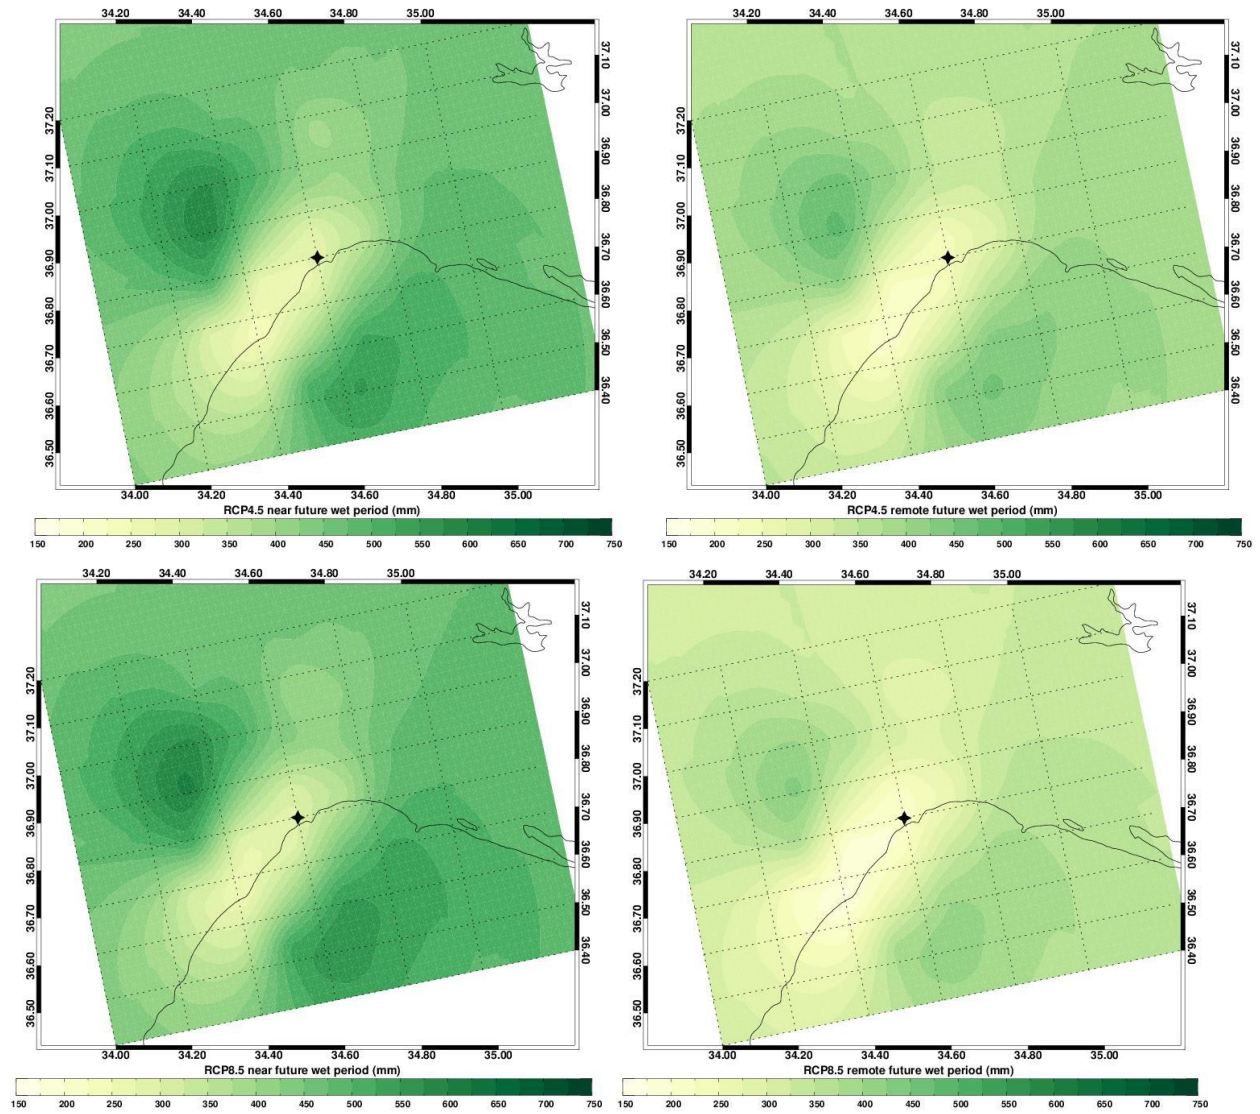 34.20 34.40 34.60 34.80 35.00
37.20 37.10 37.00 36.90 36.80 36.70 36.60 36.50
37.10 37.00 36.90 36.80 36.70 36.60 36.50 36.40
34.00 34.20 34.40 34.60 34.80 35.00
RCP4.5 near future wet period (mm)
150 200 250 300 350 400 450 500 550 600 650 700 750
34.20 34.40 34.60 34.80 35.00
37.20 37.10 37.00 36.90 36.80 36.70 36.60 36.50
37.10 37.00 36.90 36.80 36.70 36.60 36.50 36.40
34.00 34.20 34.40 34.60 34.80 35.00
RCP4.5 remote future wet period (mm)
150 200 250 300 350 400 450 500 550 600 650 700 750
34.20 34.40 34.60 34.80 35.00
37.20 37.10 37.00 36.90 36.80 36.70 36.60 36.50
37.10 37.00 36.90 36.80 36.70 36.60 36.50 36.40
34.00 34.20 34.40 34.60 34.80 35.00
RCP8.5 near future wet period (mm)
150 200 250 300 350 400 450 500 550 600 650 700 750
34.20 34.40 34.60 34.80 35.00
37.20 37.10 37.00 36.90 36.80 36.70 36.60 36.50
37.10 37.00 36.90 36.80 36.70 36.60 36.50 36.40
34.00 34.20 34.40 34.60 34.80 35.00
RCP8.5 remote future wet period (mm)
150 200 250 300 350 400 450 500 550 600 650 700 750